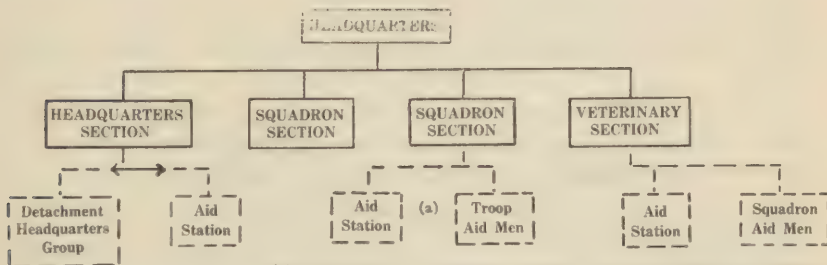 HEADQUARTERS
HEADQUARTERS SECTION
SQUADRON SECTION
SQUADRON SECTION
VETERINARY SECTION
Detachment Headquarters Group
Aid Station
Aid Station
(a)
Troop Aid Men
Aid Station
Squadron Aid Men